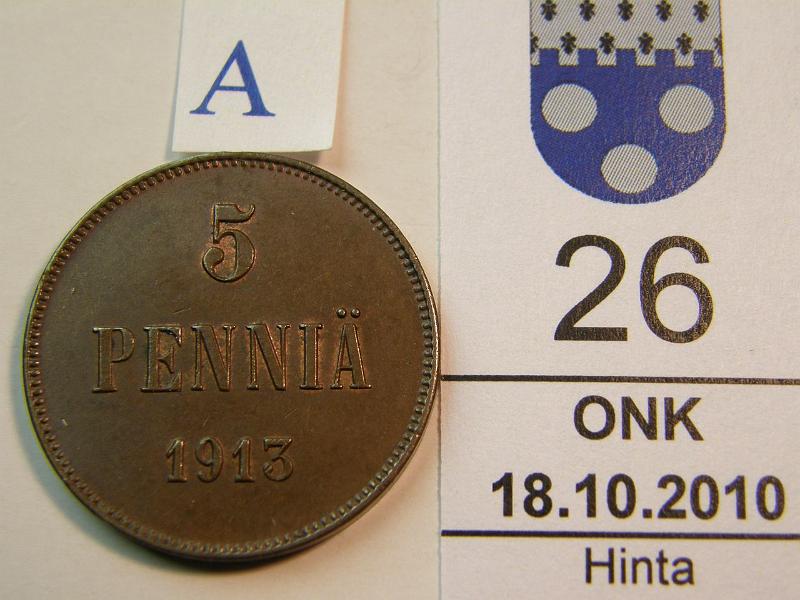 A
5
PENNIÄ
1913
26
ONK
18.10.2010
Hinta